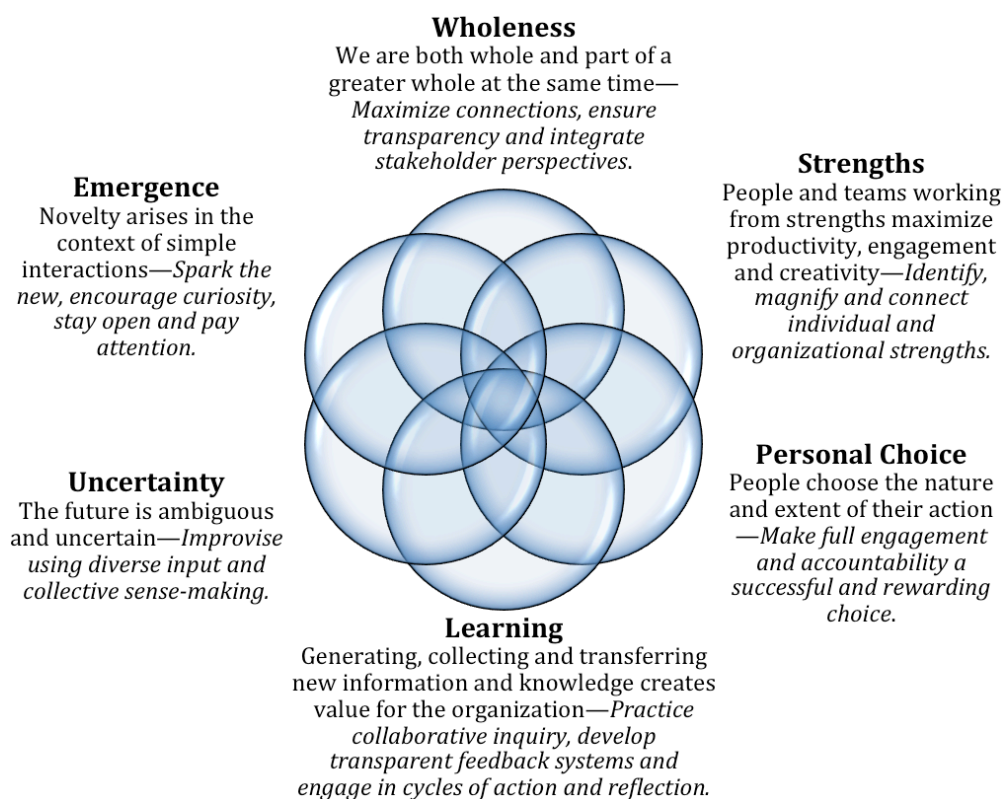 Wholeness
We are both whole and part of a
greater whole at the same time—
Maximize connections, ensure
transparency and integrate
stakeholder perspectives.
Strengths
People and teams working
from strengths maximize
productivity, engagement
and creativity—Identify,
magnify and connect
individual and
organizational strengths.
Personal Choice
People choose the nature
and extent of their action
—Make full engagement
and accountability a
successful and rewarding
choice.
Learning
Generating, collecting and transferring
new information and knowledge creates
value for the organization—Practice
collaborative inquiry, develop
transparent feedback systems and
engage in cycles of action and reflection.
Uncertainty
The future is ambiguous
and uncertain—Improvise
using diverse input and
collective sense-making.
Emergence
Novelty arises in the
context of simple
interactions—Spark the
new, encourage curiosity,
stay open and pay
attention.